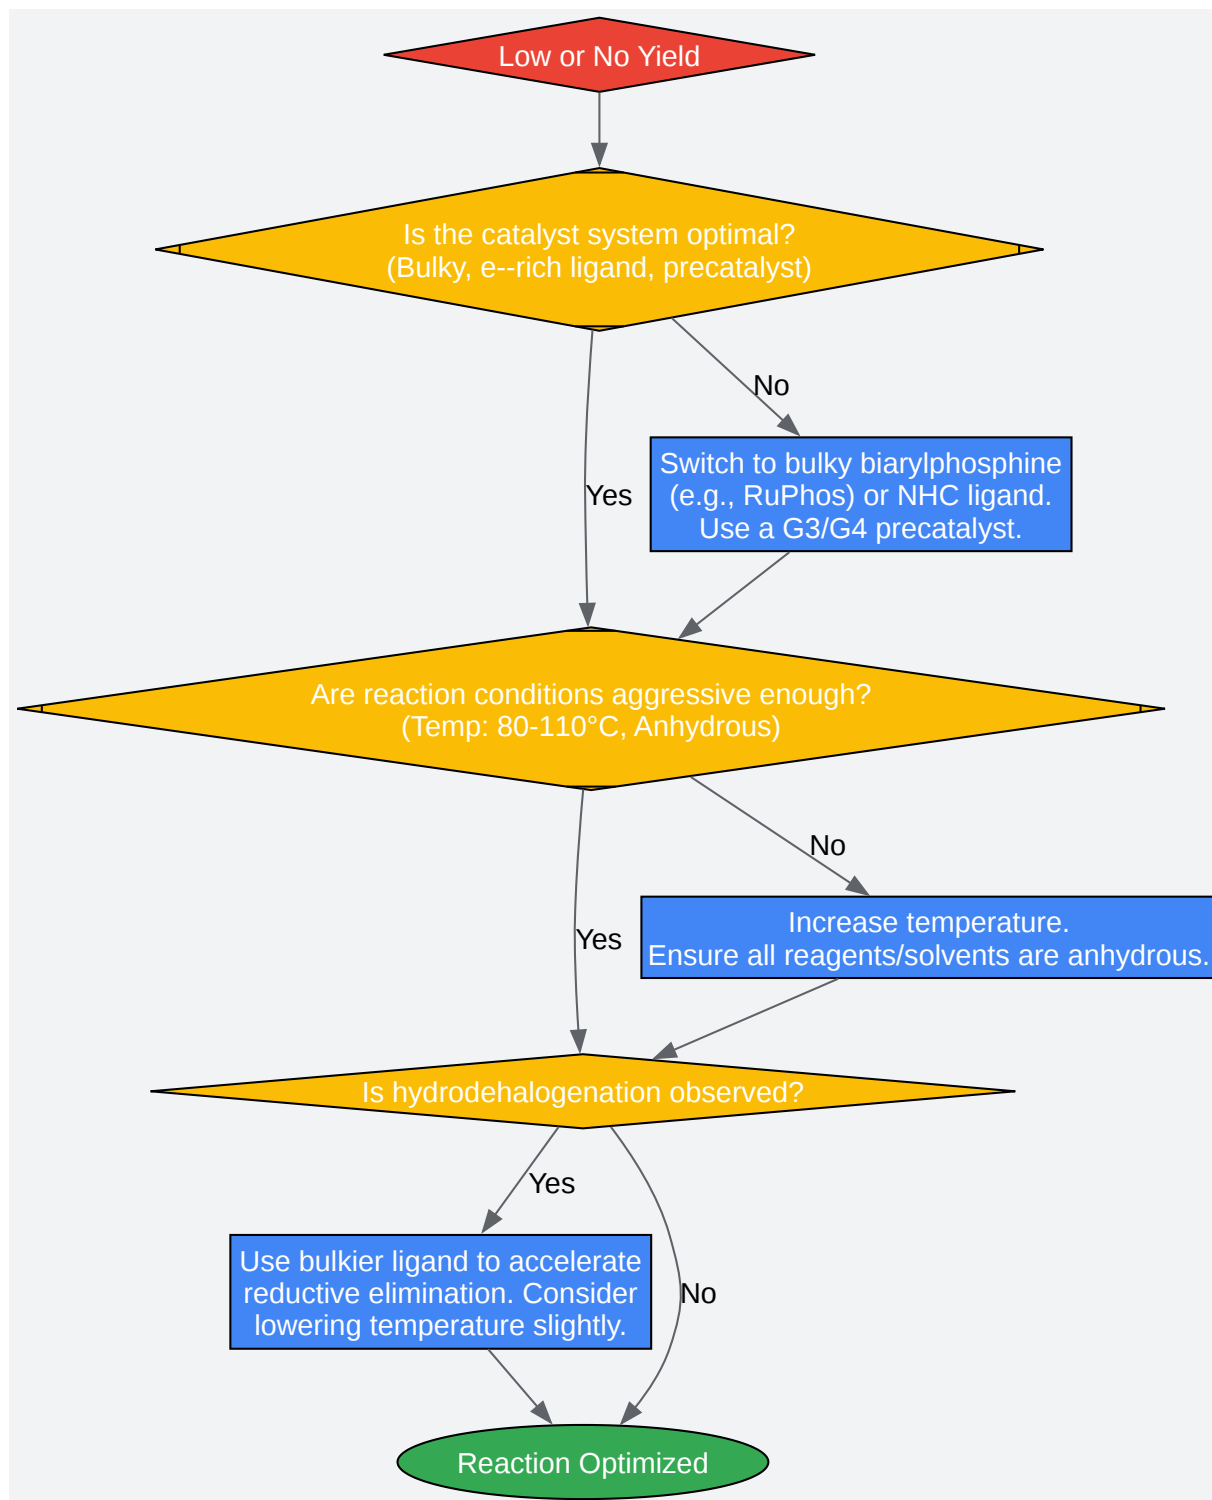 Low or No Yield
Is the catalyst system optimal?
(Bulky, e--rich ligand, precatalyst)
No
Switch to bulky biarylphosphine
(e.g., RuPhos) or NHC ligand.
Use a G3/G4 precatalyst.
Yes
Are reaction conditions aggressive enough?
(Temp: 80-110°C, Anhydrous)
No
Increase temperature.
Ensure all reagents/solvents are anhydrous.
Yes
Is hydrodehalogenation observed?
Yes
Use bulkier ligand to accelerate
reductive elimination. Consider
lowering temperature slightly.
No
Reaction Optimized